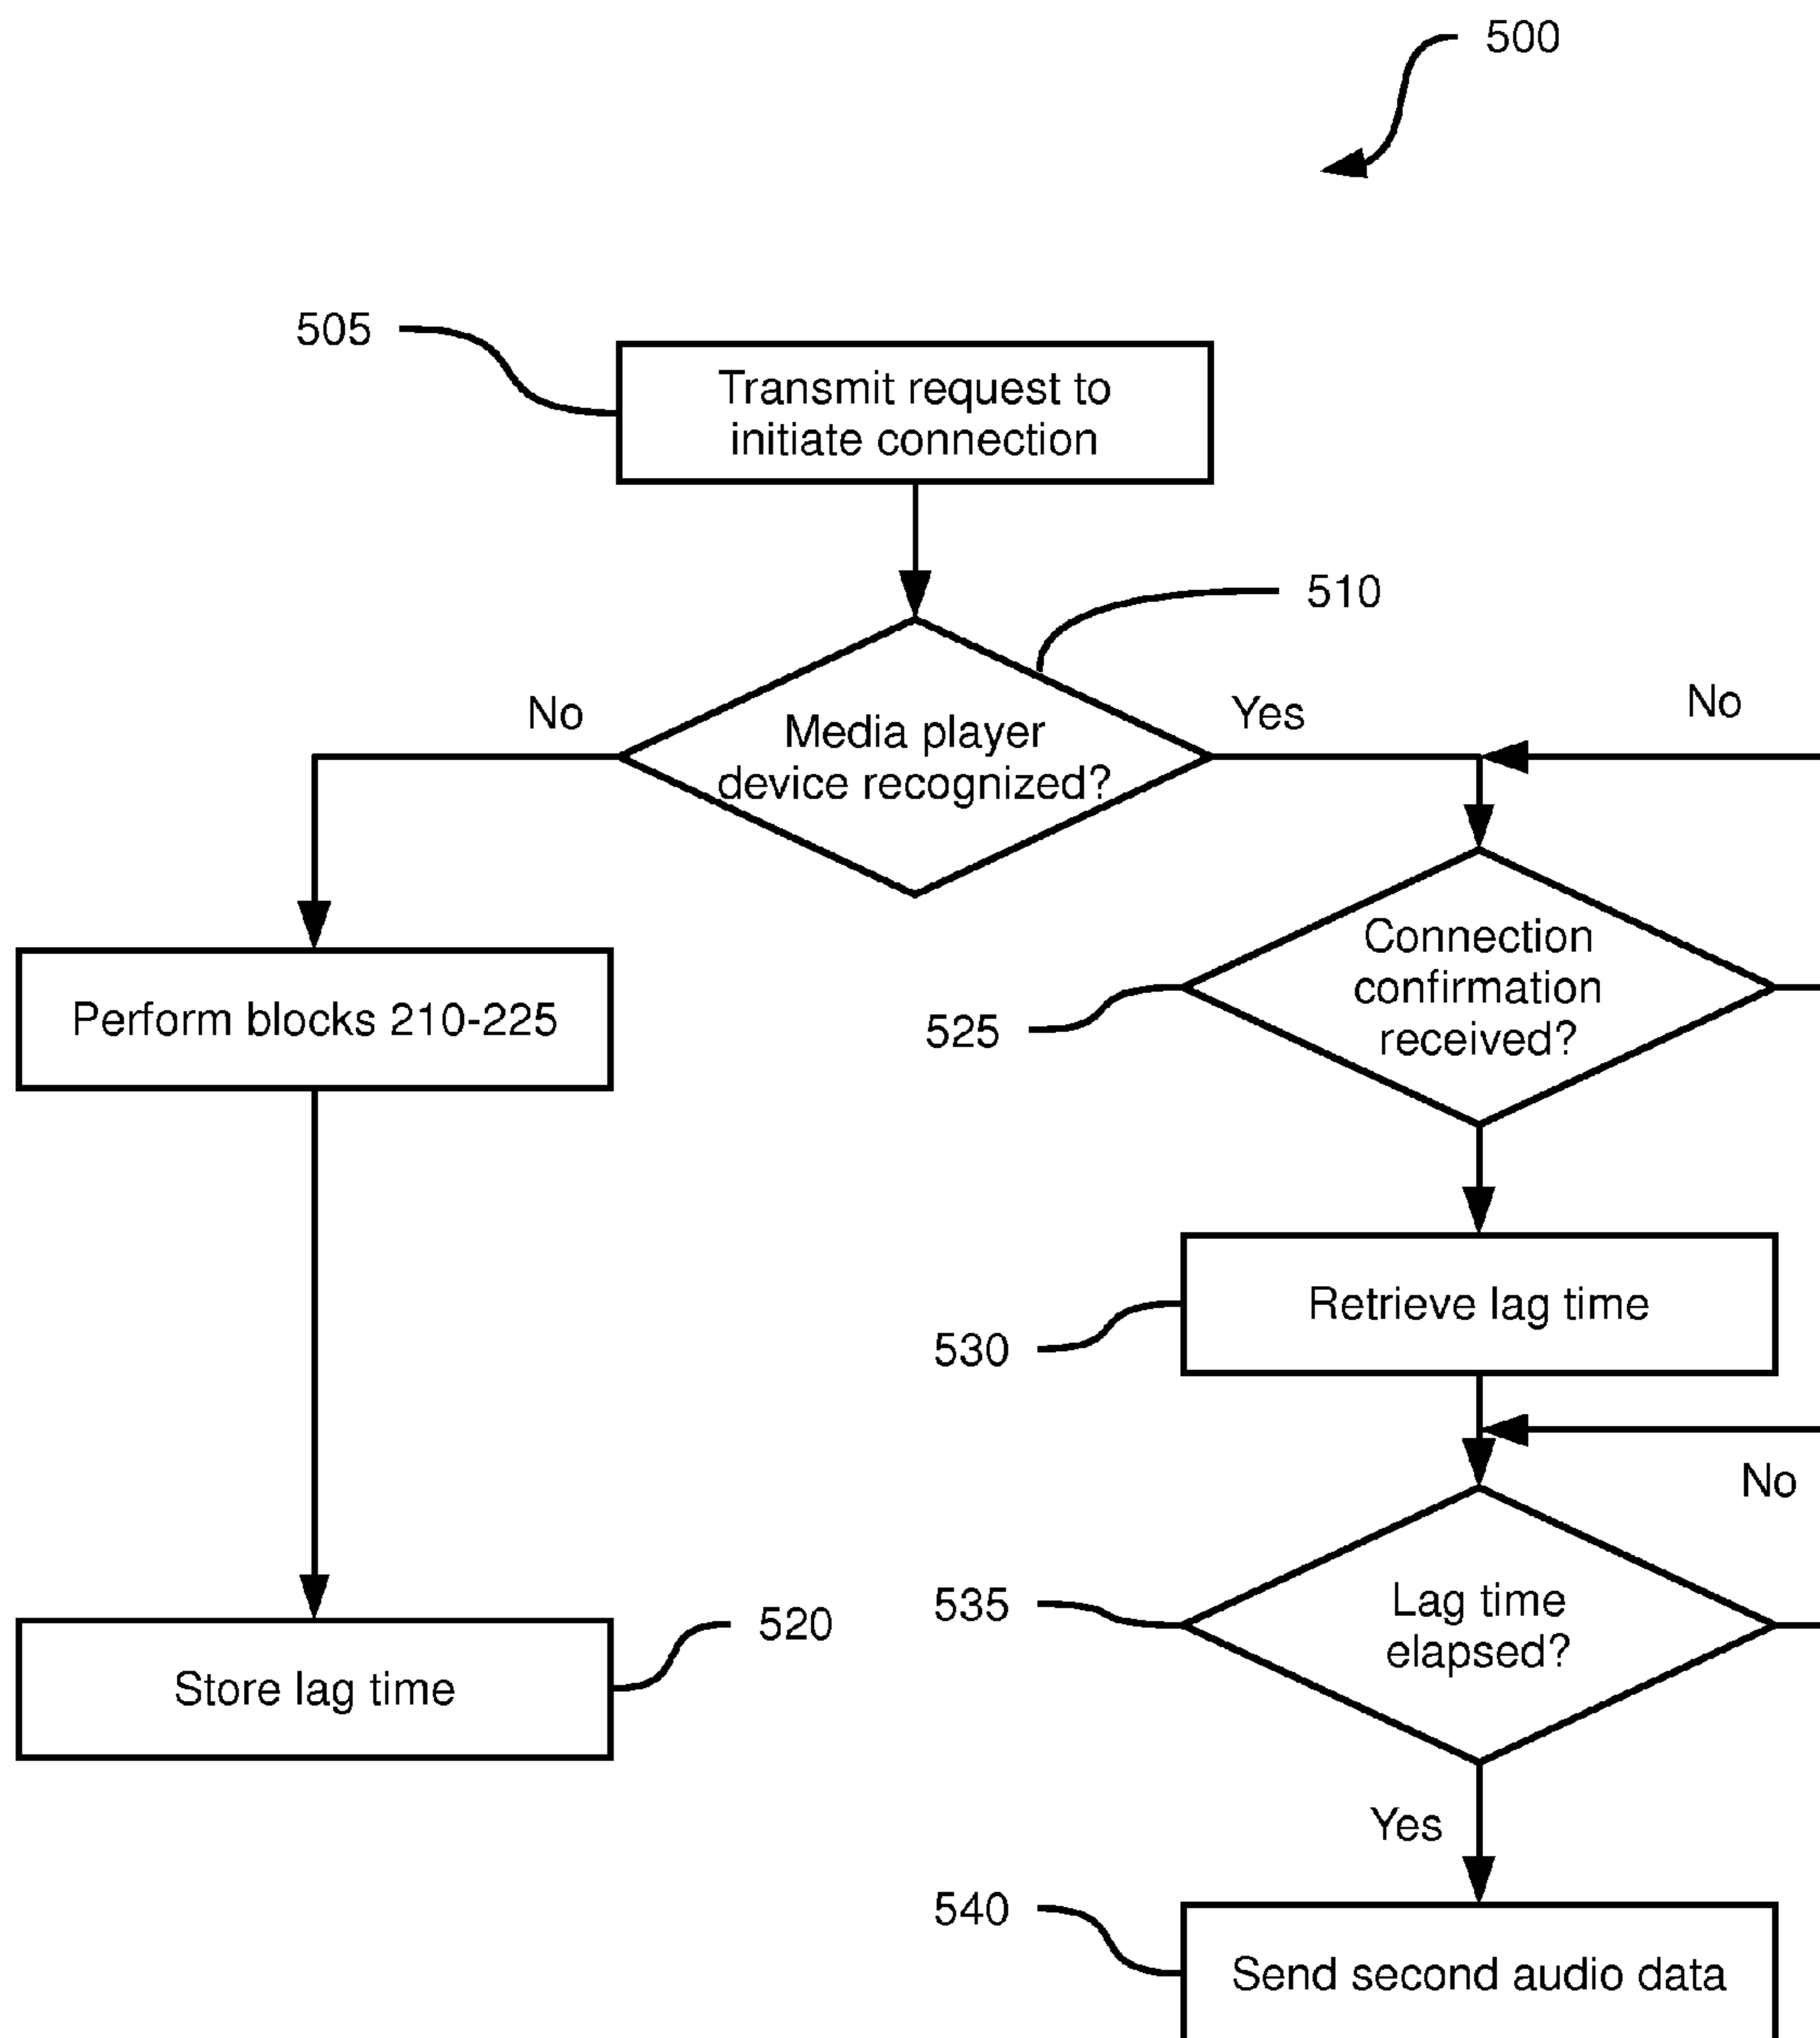 500
505
Transmit request to
initiate connection
510
No
Media player
device recognized?
Yes
No
Perform blocks 210-225
Connection
confirmation
received?
525
Retrieve lag time
530
No
535
Lag time
elapsed?
520
Store lag time
Yes
540
Send second audio data